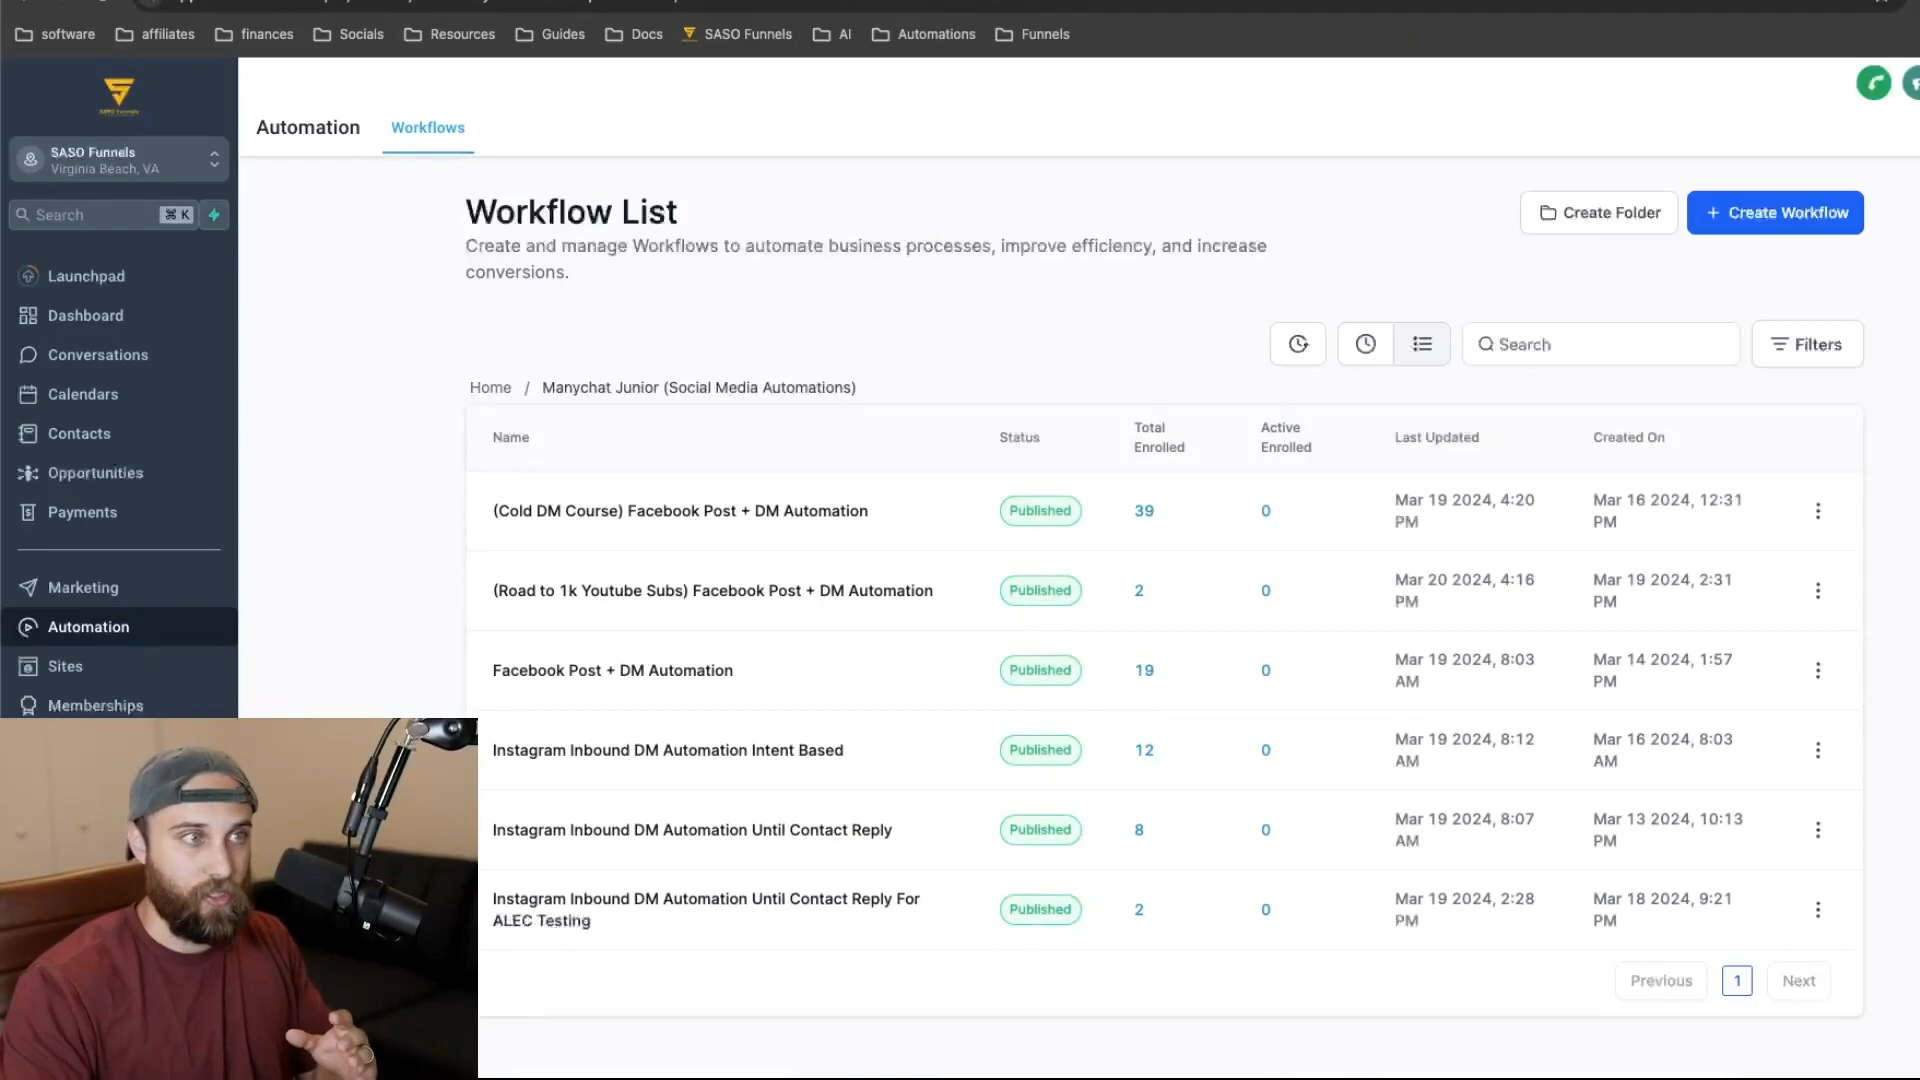 software
affiliates
finances
Socials
Resources
Guides
Docs
SASO Funnels
AI
Automations
Funnels
SASO Funnels
Virginia Beach, VA
Search
⌘ K
Launchpad
Dashboard
Conversations
Calendars
Contacts
Opportunities
Payments
Marketing
Automation
Sites
Memberships
Automation
Workflows
Workflow List
Create and manage Workflows to automate business processes, improve efficiency, and increase
conversions.
Create Folder
+ Create Workflow
Search
Filters
Home / Manychat Junior (Social Media Automations)
Name
Status
Total
Enrolled
Active
Enrolled
Last Updated
Created On
(Cold DM Course) Facebook Post + DM Automation
Published
39
0
Mar 19 2024, 4:20
PM
Mar 16 2024, 12:31
PM
(Road to 1k Youtube Subs) Facebook Post + DM Automation
Published
2
0
Mar 20 2024, 4:16
PM
Mar 19 2024, 2:31
PM
Facebook Post + DM Automation
Published
19
0
Mar 19 2024, 8:03
AM
Mar 14 2024, 1:57
PM
Instagram Inbound DM Automation Intent Based
Published
12
0
Mar 19 2024, 8:12
AM
Mar 16 2024, 8:03
AM
Instagram Inbound DM Automation Until Contact Reply
Published
8
0
Mar 19 2024, 8:07
AM
Mar 13 2024, 10:13
PM
Instagram Inbound DM Automation Until Contact Reply For
ALEC Testing
Published
2
0
Mar 19 2024, 2:28
PM
Mar 18 2024, 9:21
PM
Previous
1
Next